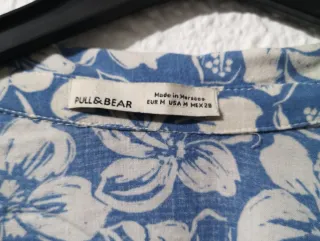 PULL&BEAR
Made in Morocco
EUR M USA M MEX 28